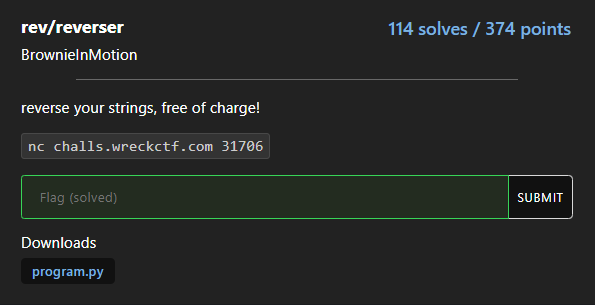 rev/reverser
114 solves / 374 points
BrownieInMotion
reverse your strings, free of charge!
nc challs.wreckctf.com 31706
Flag (solved)
SUBMIT
Downloads
program.py